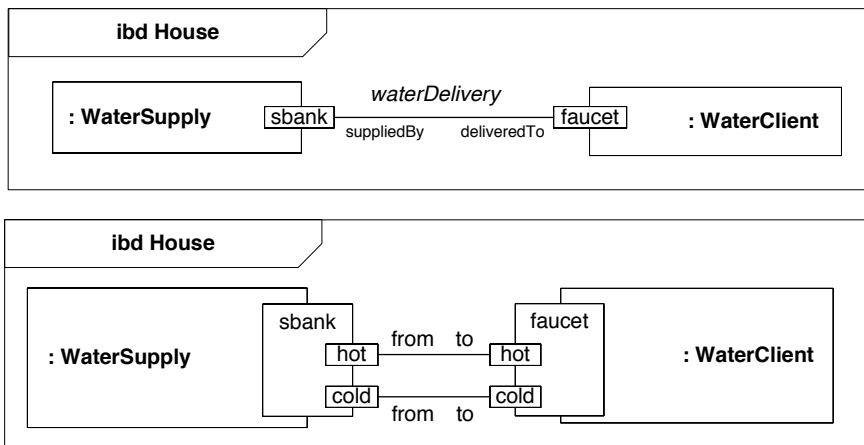 ibd House
waterDelivery
: WaterSupply sbank faucet : WaterClient
suppliedBy deliveredTo
ibd House
sbank faucet
from to
: WaterSupply hot hot : WaterClient
cold cold
from to